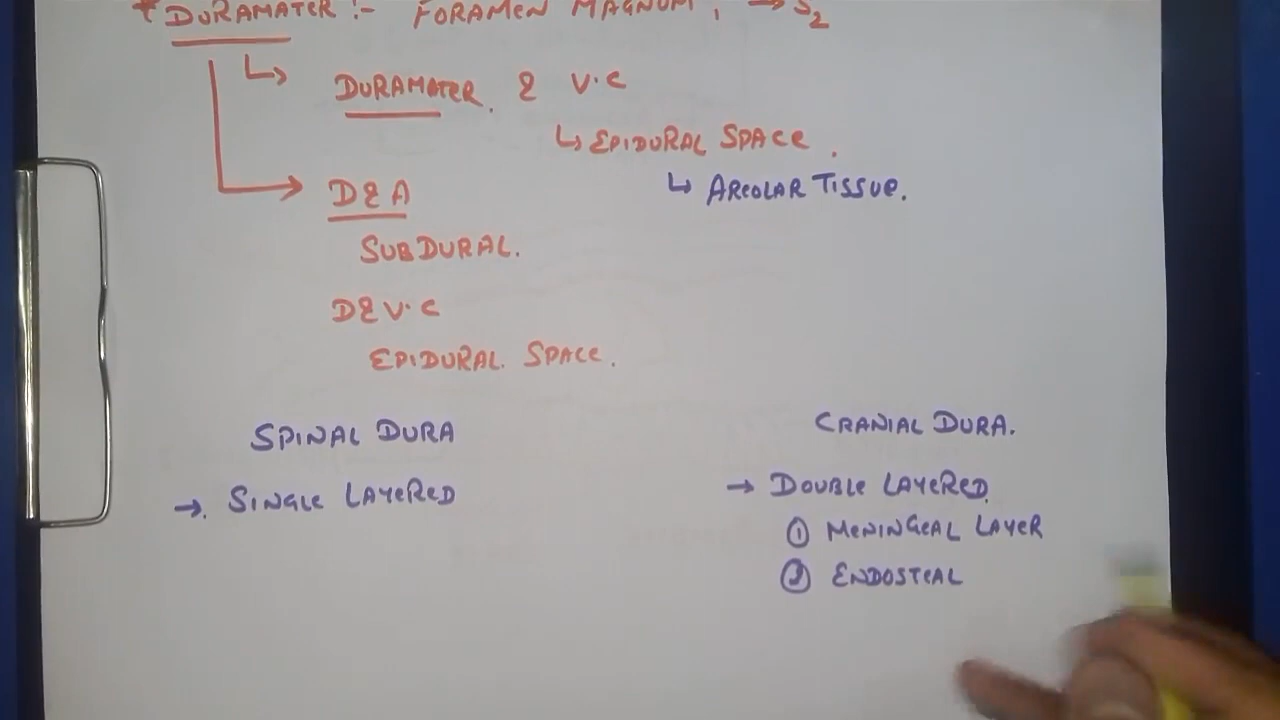 * DURAMATER :- FORAMEN MAGNUM, → S2
↳ DURAMATER. & V.C
↳ EPIDURAL SPACE.
↳ AREOLAR TISSUE.
→ D & A
SUBDURAL.
D & V.C
EPIDURAL. SPACE.
SPINAL DURA
CRANIAL DURA.
→. SINGLE LAYERED
→ DOUBLE LAYERED.
① MENINGEAL LAYER
② ENDOSTEAL